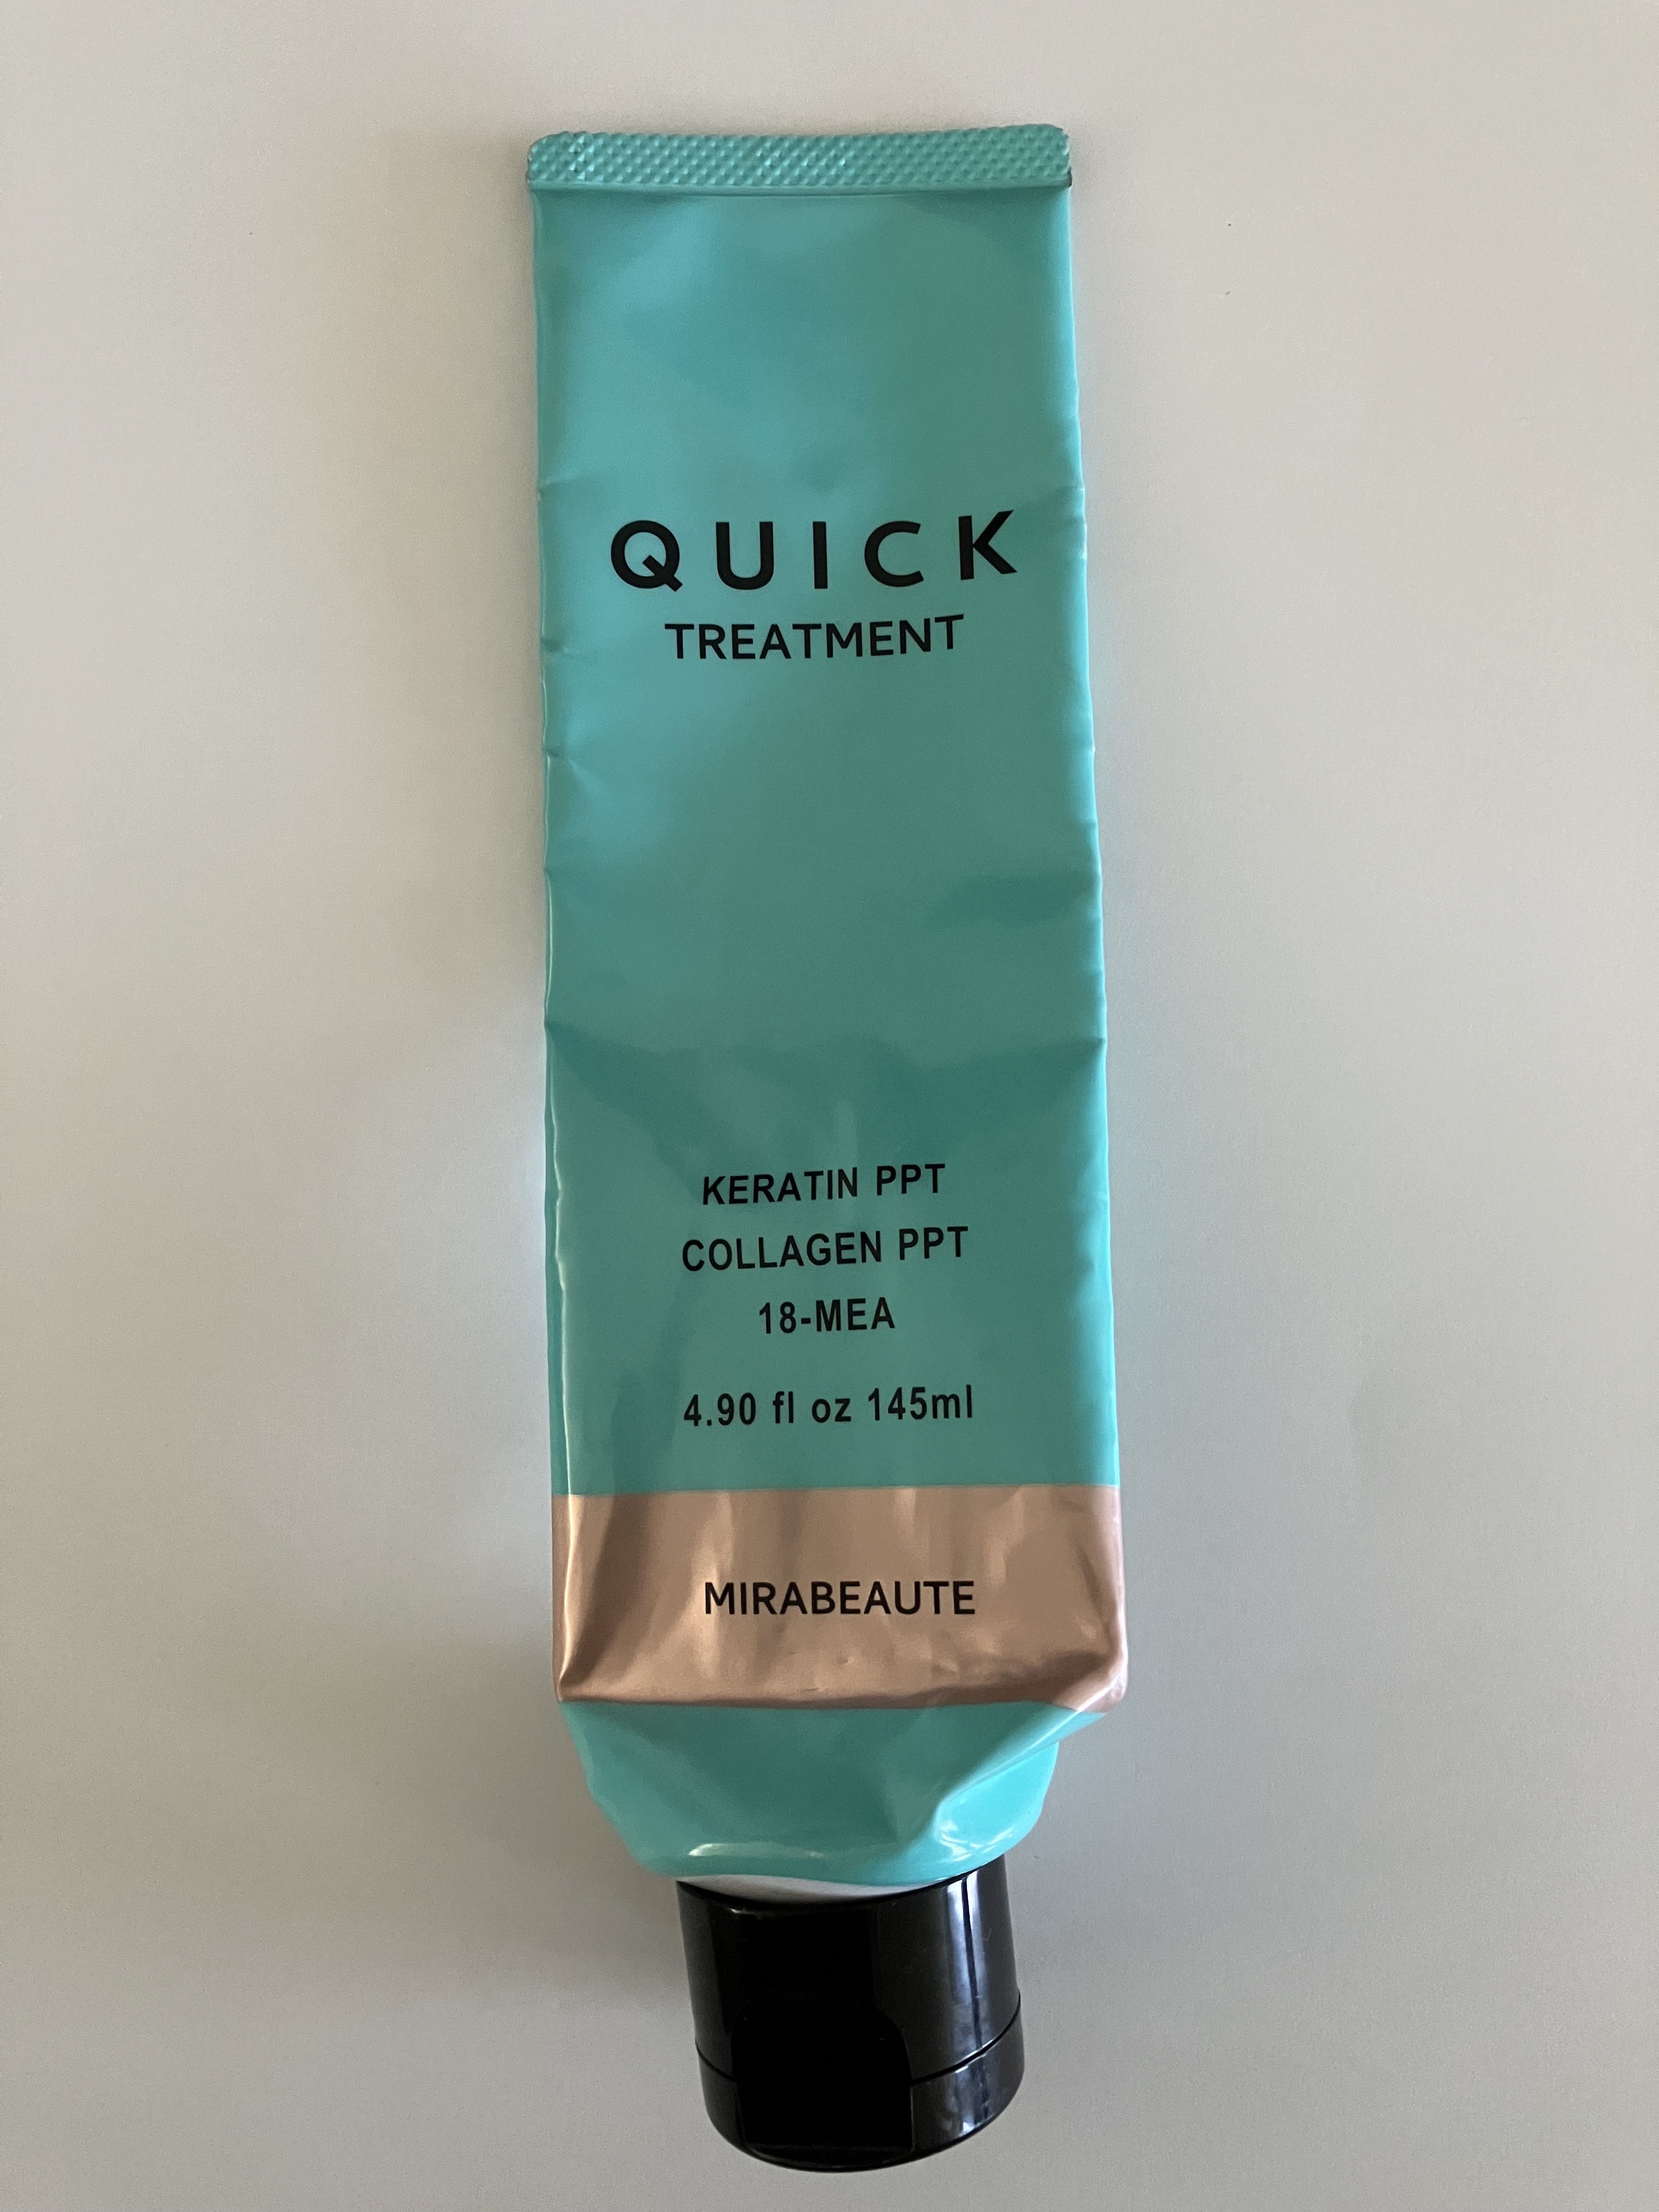 QUICK
TREATMENT
KERATIN PPT
COLLAGEN PPT
18-MEA
4.90 fl oz 145ml
MIRABEAUTE